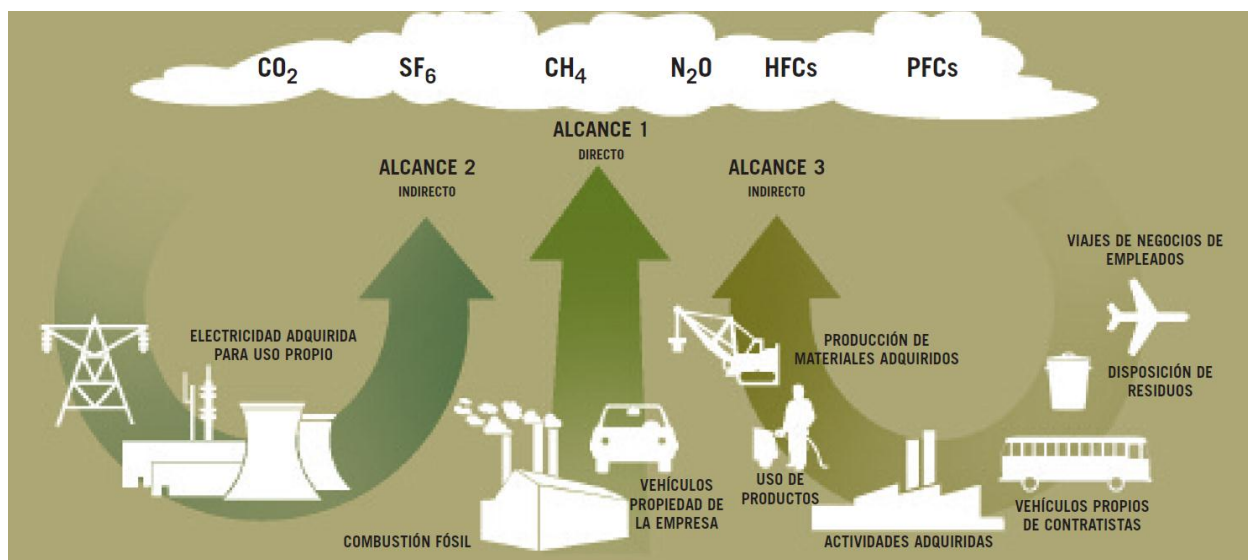 CO₂ SF₆ CH₄ N₂O HFCs PFCs
ALCANCE 1
DIRECTO
ALCANCE 2
INDIRECTO
ALCANCE 3
INDIRECTO
VIAJES DE NEGOCIOS DE
EMPLEADOS
ELECTRICIDAD ADQUIRIDA
PARA USO PROPIO
PRODUCCIÓN DE
MATERIALES ADQUIRIDOS
DISPOSICIÓN DE
RESIDUOS
VEHÍCULOS
PROPIEDAD DE
LA EMPRESA
USO DE
PRODUCTOS
VEHÍCULOS PROPIOS
DE CONTRATISTAS
COMBUSTIÓN FÓSIL
ACTIVIDADES ADQUIRIDAS